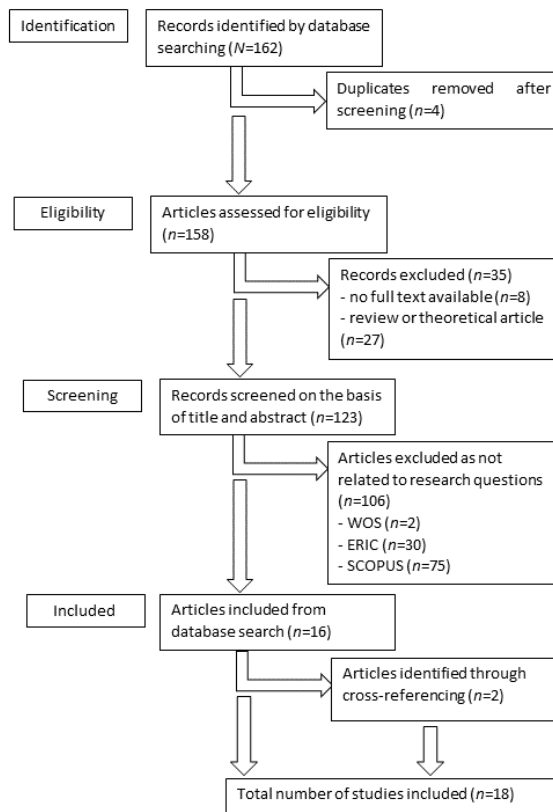 Identification
Records identified by database
searching (N=162)
Duplicates removed after
screening (n=4)
Eligibility
Articles assessed for eligibility
(n=158)
Records excluded (n=35)
- no full text available (n=8)
- review or theoretical article
(n=27)
Screening
Records screened on the basis
of title and abstract (n=123)
Articles excluded as not
related to research questions
(n=106)
- WOS (n=2)
- ERIC (n=30)
- SCOPUS (n=75)
Included
Articles included from
database search (n=16)
Articles identified through
cross-referencing (n=2)
Total number of studies included (n=18)